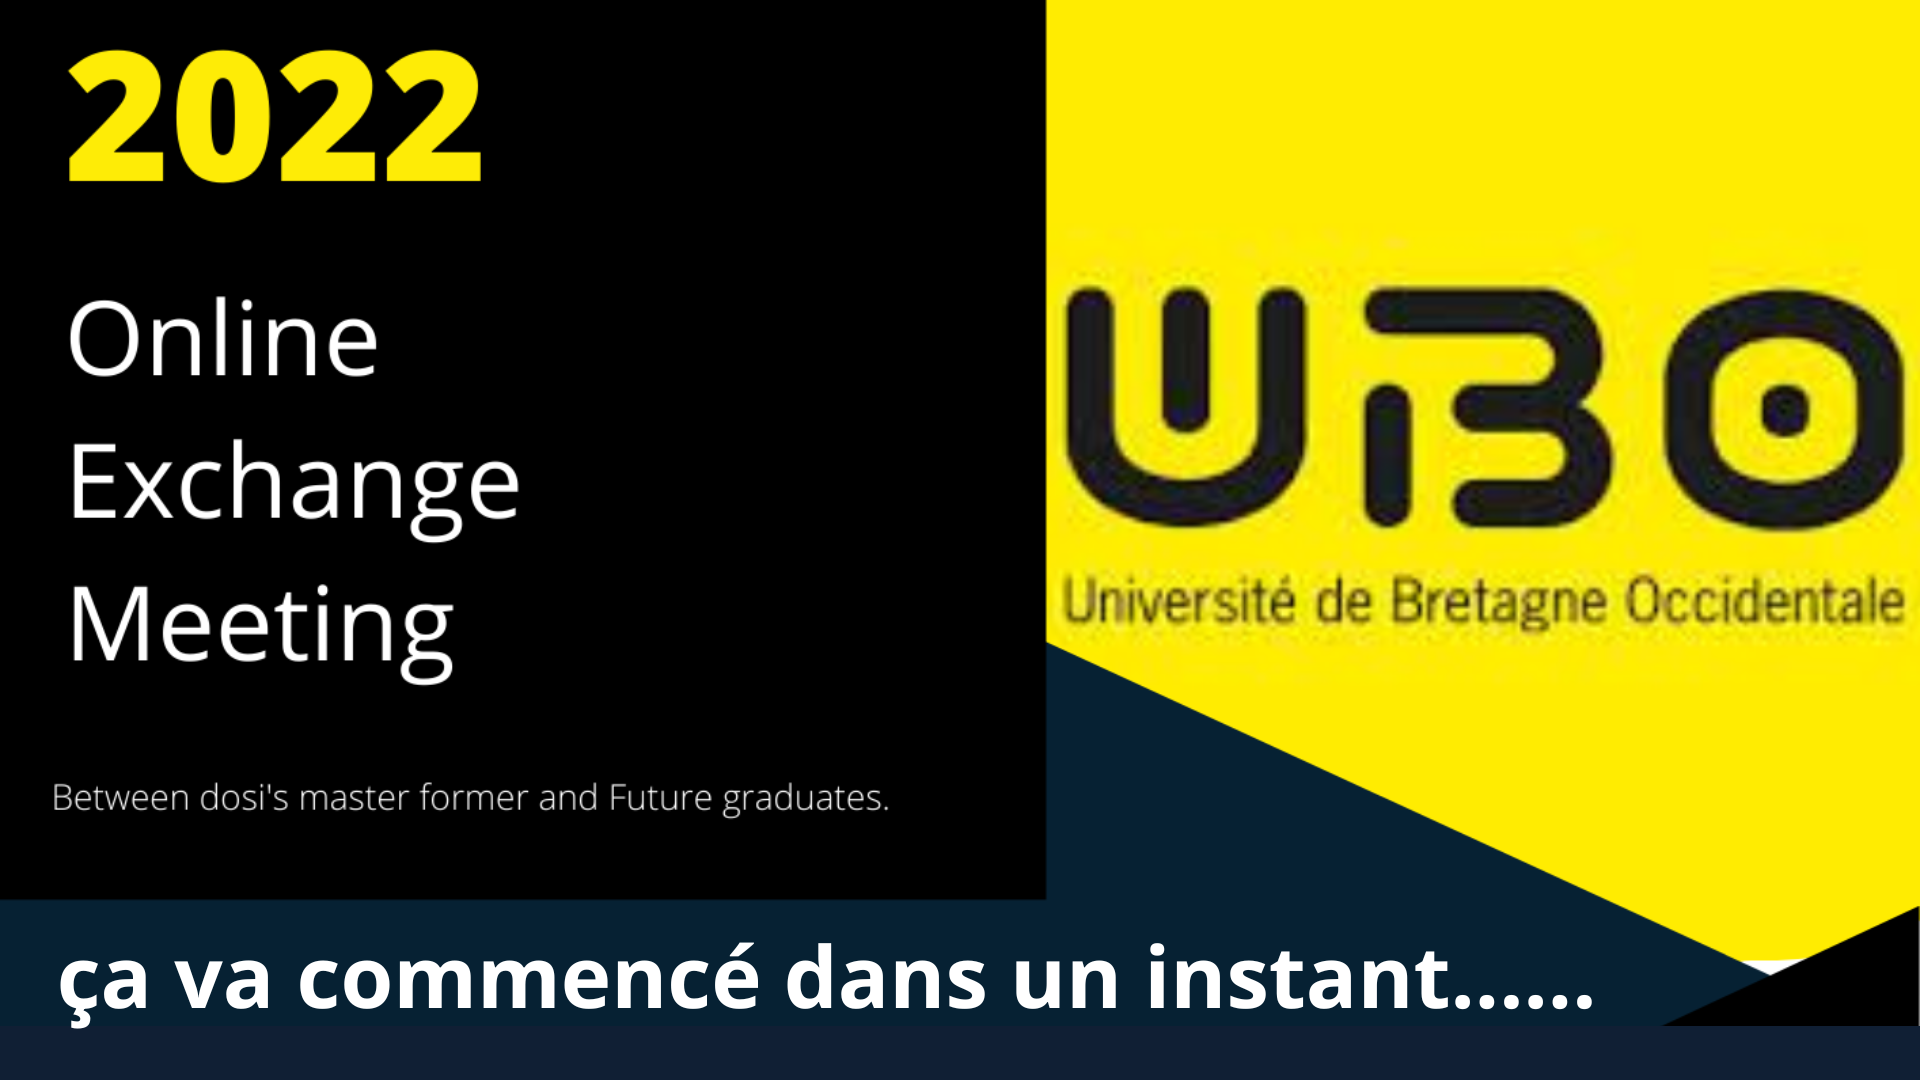 2022
Online
Exchange
Meeting
Between dosi's master former and Future graduates.
UBO
Université de Bretagne Occidentale
ça va commencé dans un instant......